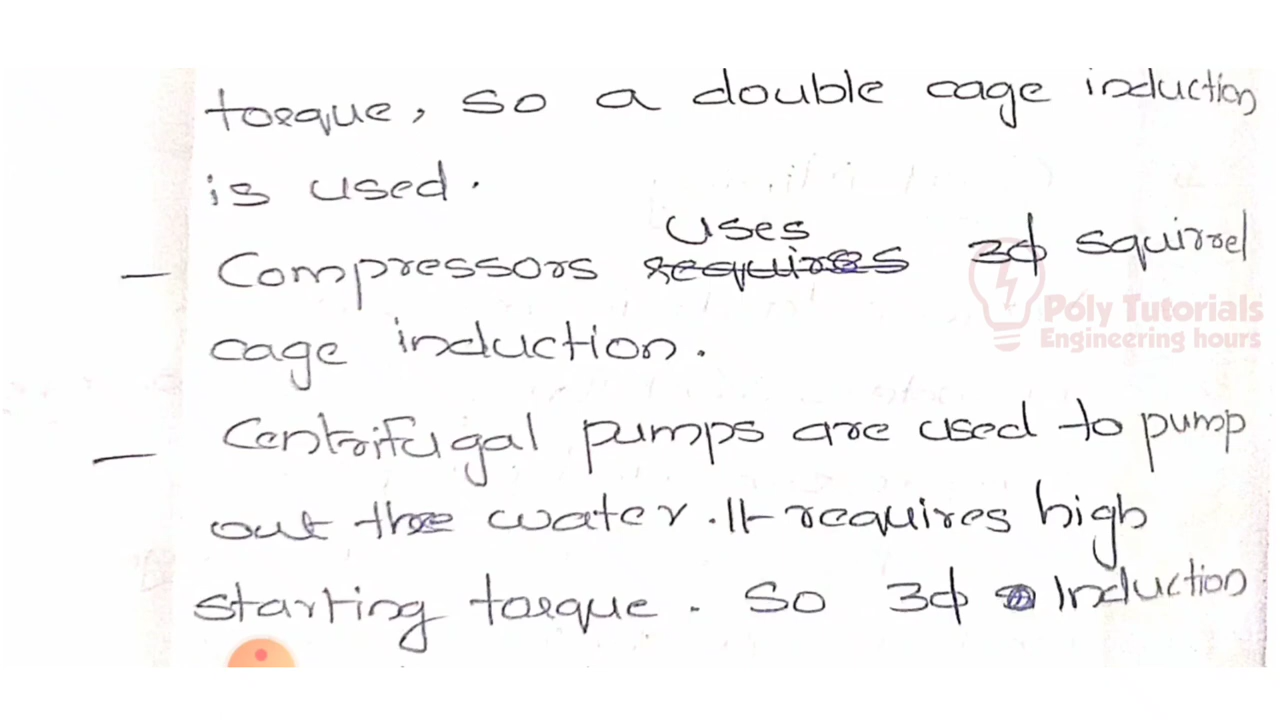 torque, so a double cage induction
is used.
uses
– Compressors requires 3ϕ squirrel
cage induction.
– Centrifugal pumps are used to pump
out the water. It requires high
starting torque. So 3ϕ Induction
Poly Tutorials
Engineering hours